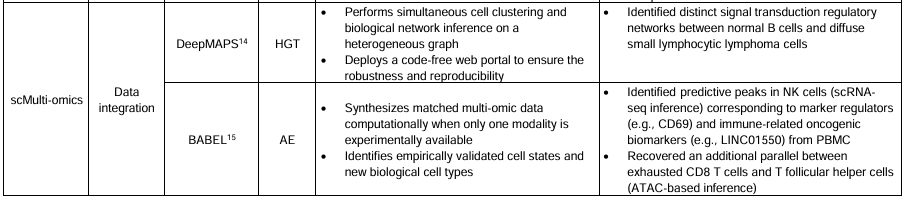 scMulti-omics
Data
integration
DeepMAPS14
HGT
• Performs simultaneous cell clustering and
biological network inference on a
heterogeneous graph
• Deploys a code-free web portal to ensure the
robustness and reproducibility
• Identified distinct signal transduction regulatory
networks between normal B cells and diffuse
small lymphocytic lymphoma cells
BABEL15
AE
• Synthesizes matched multi-omic data
computationally when only one modality is
experimentally available
• Identifies empirically validated cell states and
new biological cell types
• Identified predictive peaks in NK cells (scRNA-
seq inference) corresponding to marker regulators
(e.g., CD69) and immune-related oncogenic
biomarkers (e.g., LINC01550) from PBMC
• Recovered an additional parallel between
exhausted CD8 T cells and T follicular helper cells
(ATAC-based inference)